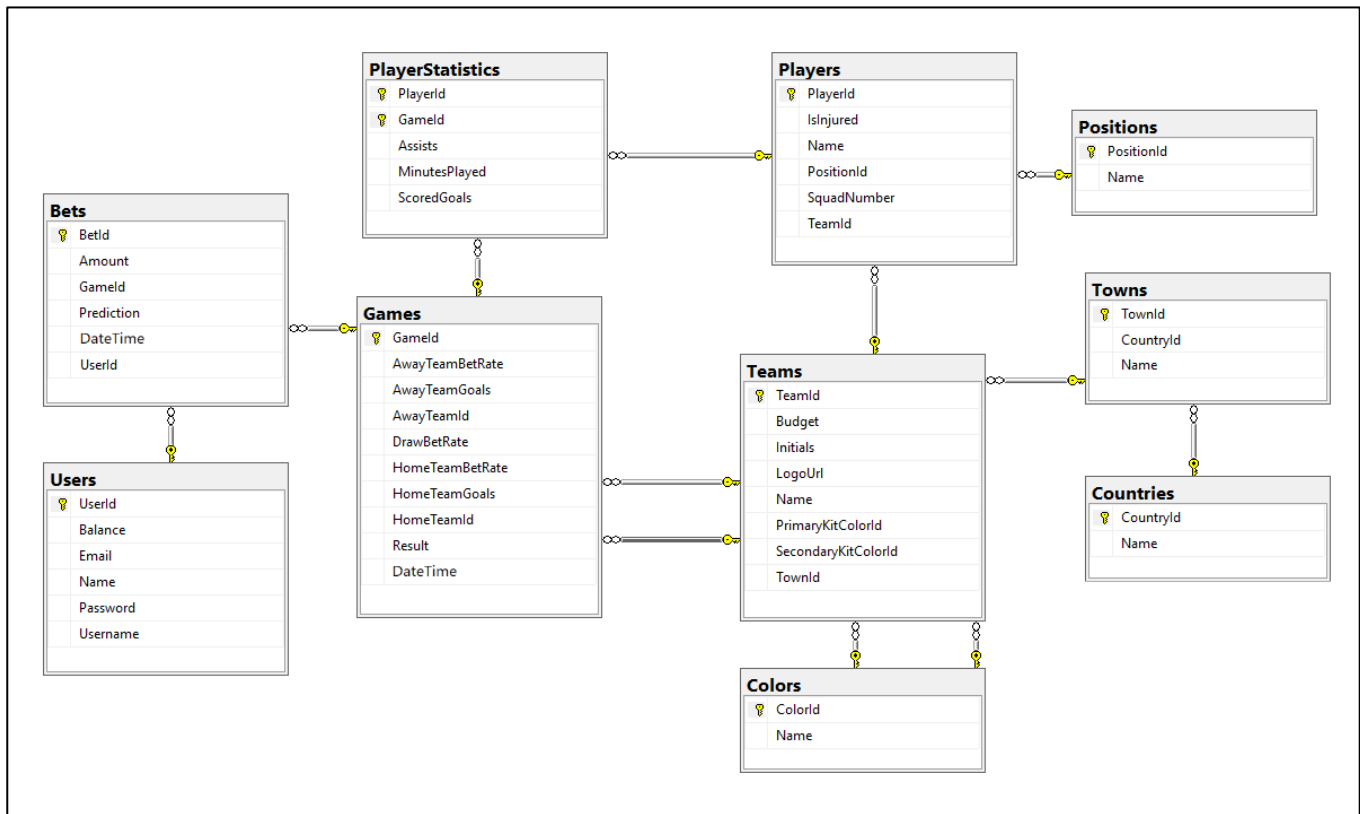 PlayerStatistics
PlayerId
GameId
Assists
MinutesPlayed
ScoredGoals
Players
PlayerId
IsInjured
Name
PositionId
SquadNumber
TeamId
Positions
PositionId
Name
Bets
BetId
Amount
GameId
Prediction
DateTime
UserId
Games
GameId
AwayTeamBetRate
AwayTeamGoals
AwayTeamId
DrawBetRate
HomeTeamBetRate
HomeTeamGoals
HomeTeamId
Result
DateTime
Towns
TownId
CountryId
Name
Teams
TeamId
Budget
Initials
LogoUrl
Name
PrimaryKitColorId
SecondaryKitColorId
TownId
Users
UserId
Balance
Email
Name
Password
Username
Countries
CountryId
Name
Colors
ColorId
Name